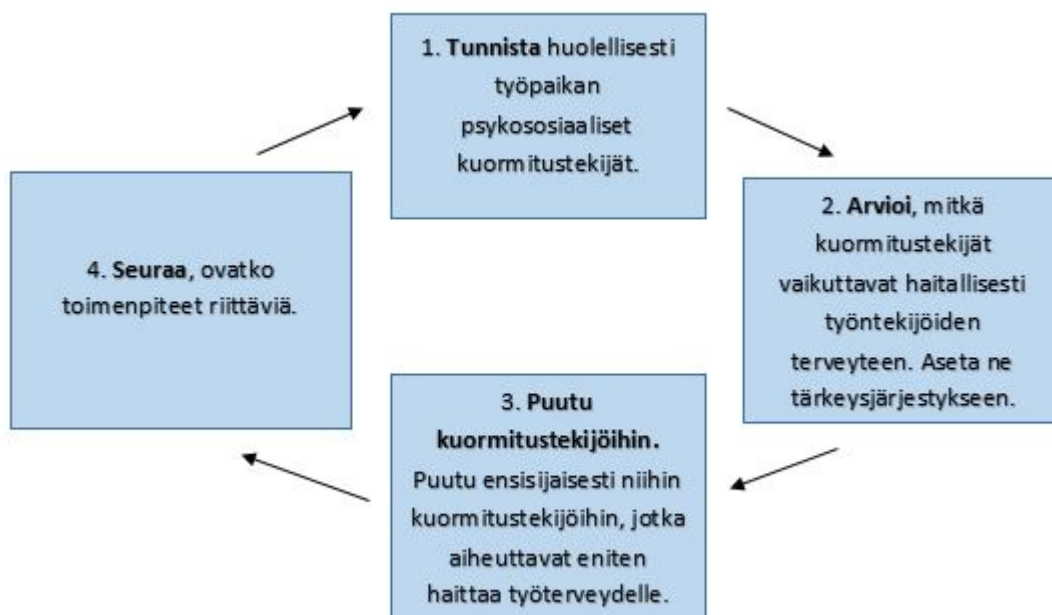 1. Tunnista huolellisesti
työpaikan
psykososiaaliset
kuormitustekijät.
2. Arvioi, mitkä
kuormitustekijät
vaikuttavat haitallisesti
työntekijöiden
terveyteen. Aseta ne
tärkeysjärjestykseen.
3. Puutu
kuormitustekijöihin.
Puutu ensisijaisesti niihin
kuormitustekijöihin, jotka
aiheuttavat eniten
haittaa työterveydelle.
4. Seuraa, ovatko
toimenpiteet riittäviä.